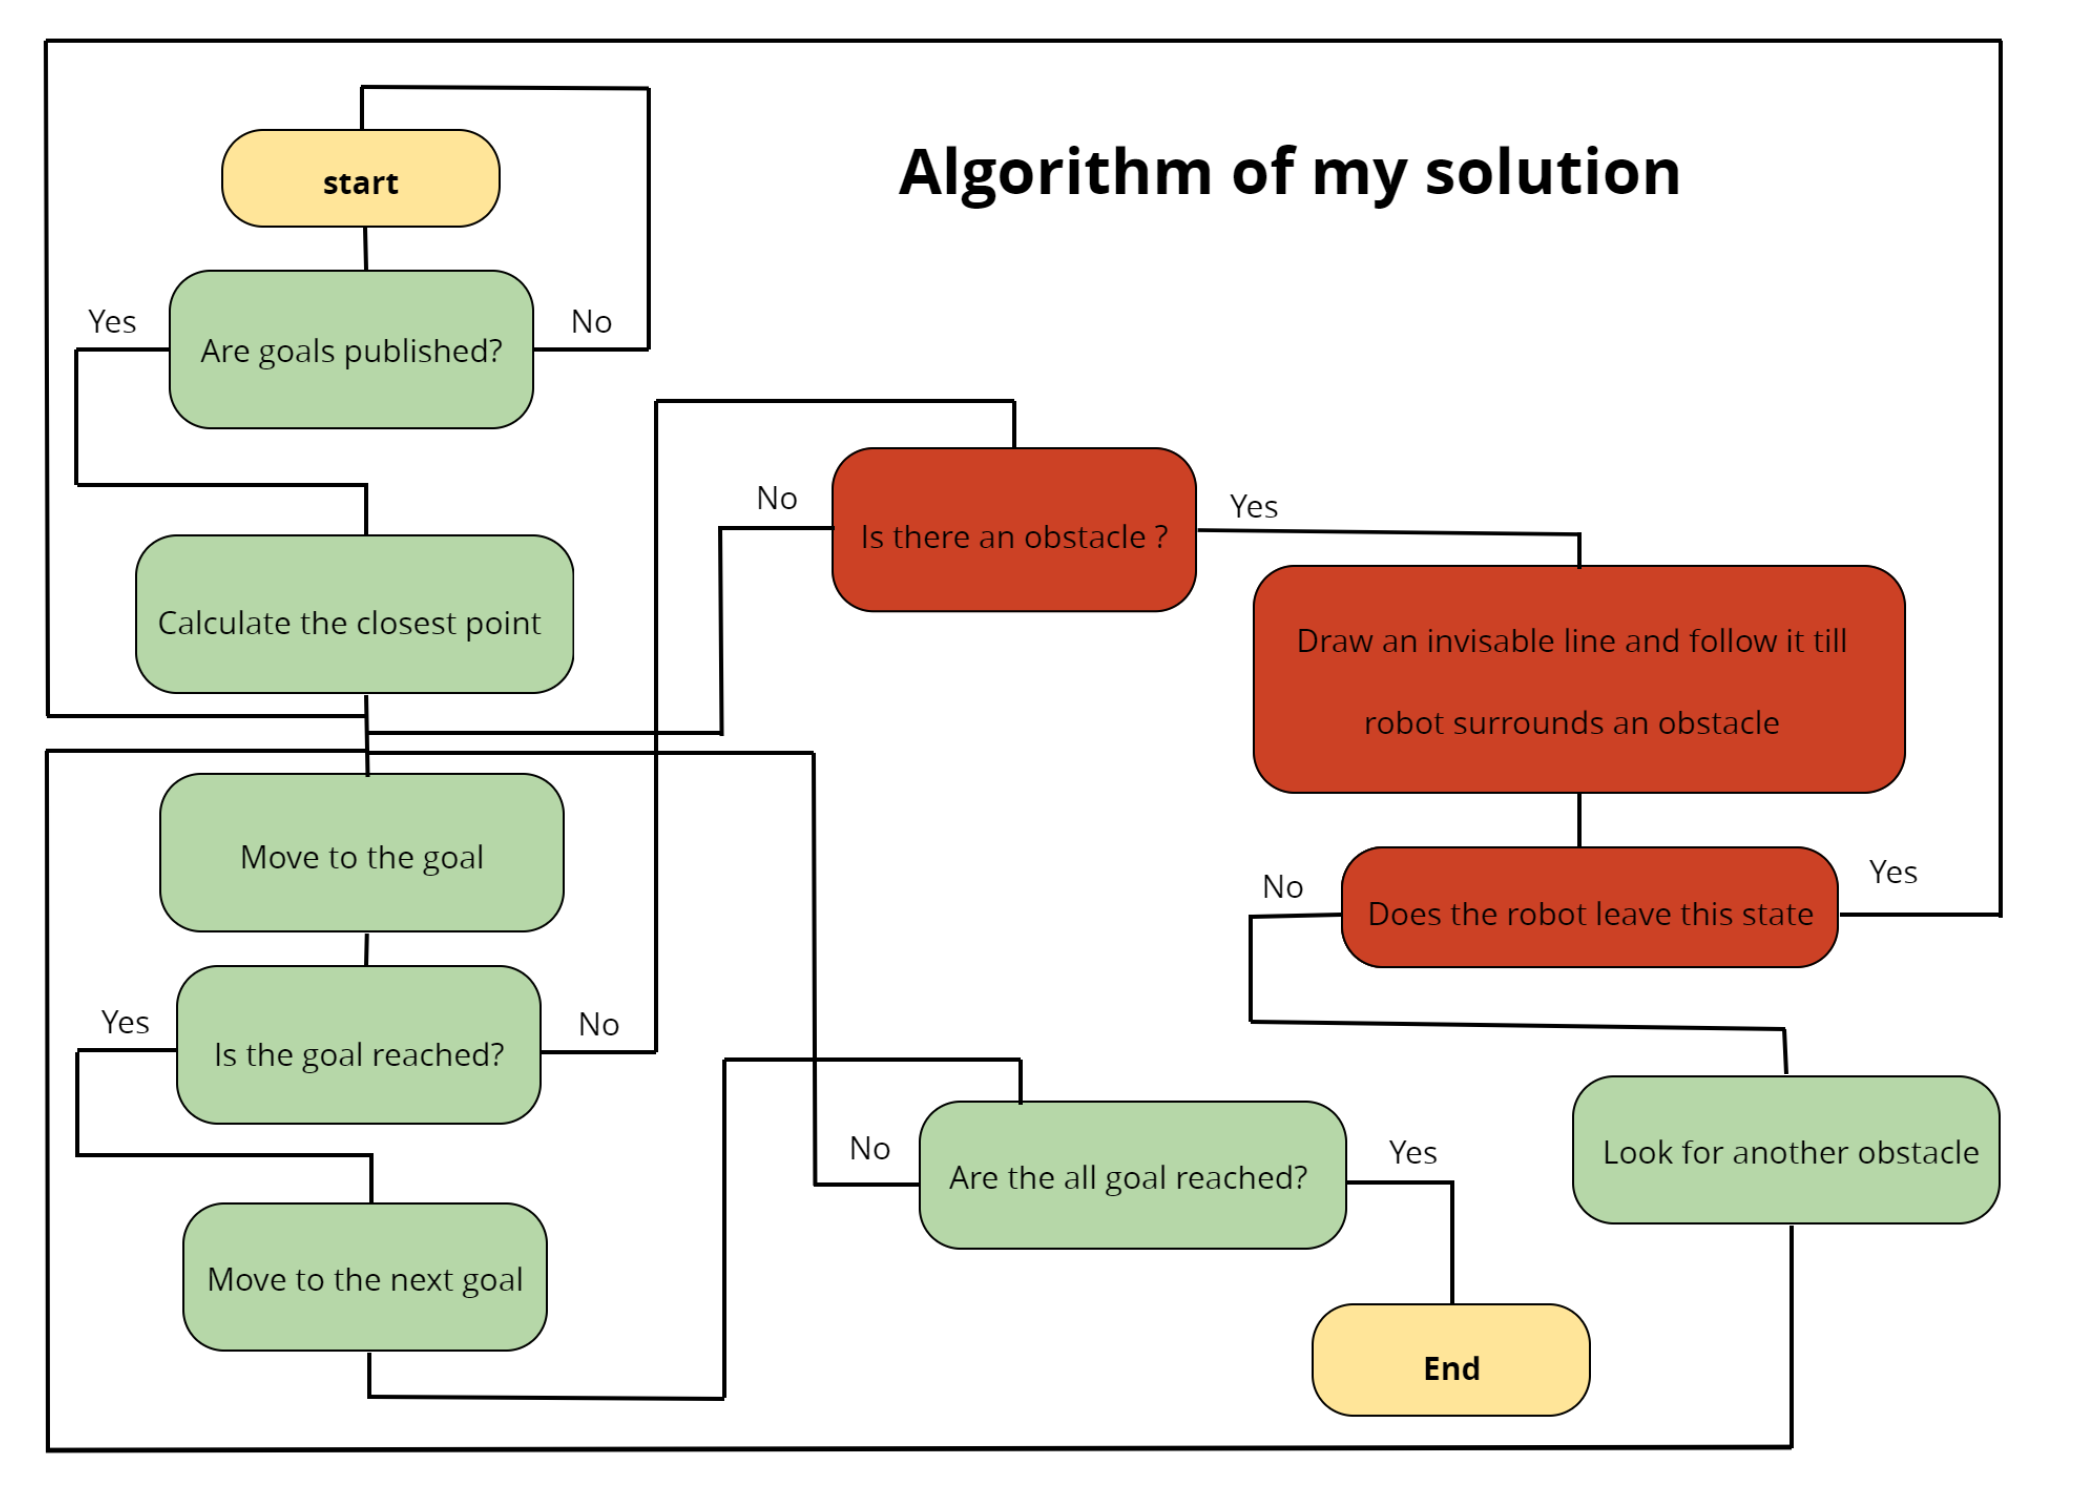 Algorithm of my solution
start
Yes
Are goals published?
No
Calculate the closest point
No
Is there an obstacle ?
Yes
Draw an invisable line and follow it till
robot surrounds an obstacle
Move to the goal
No
Does the robot leave this state
Yes
Yes
Is the goal reached?
No
Move to the next goal
No
Are the all goal reached?
Yes
Look for another obstacle
End